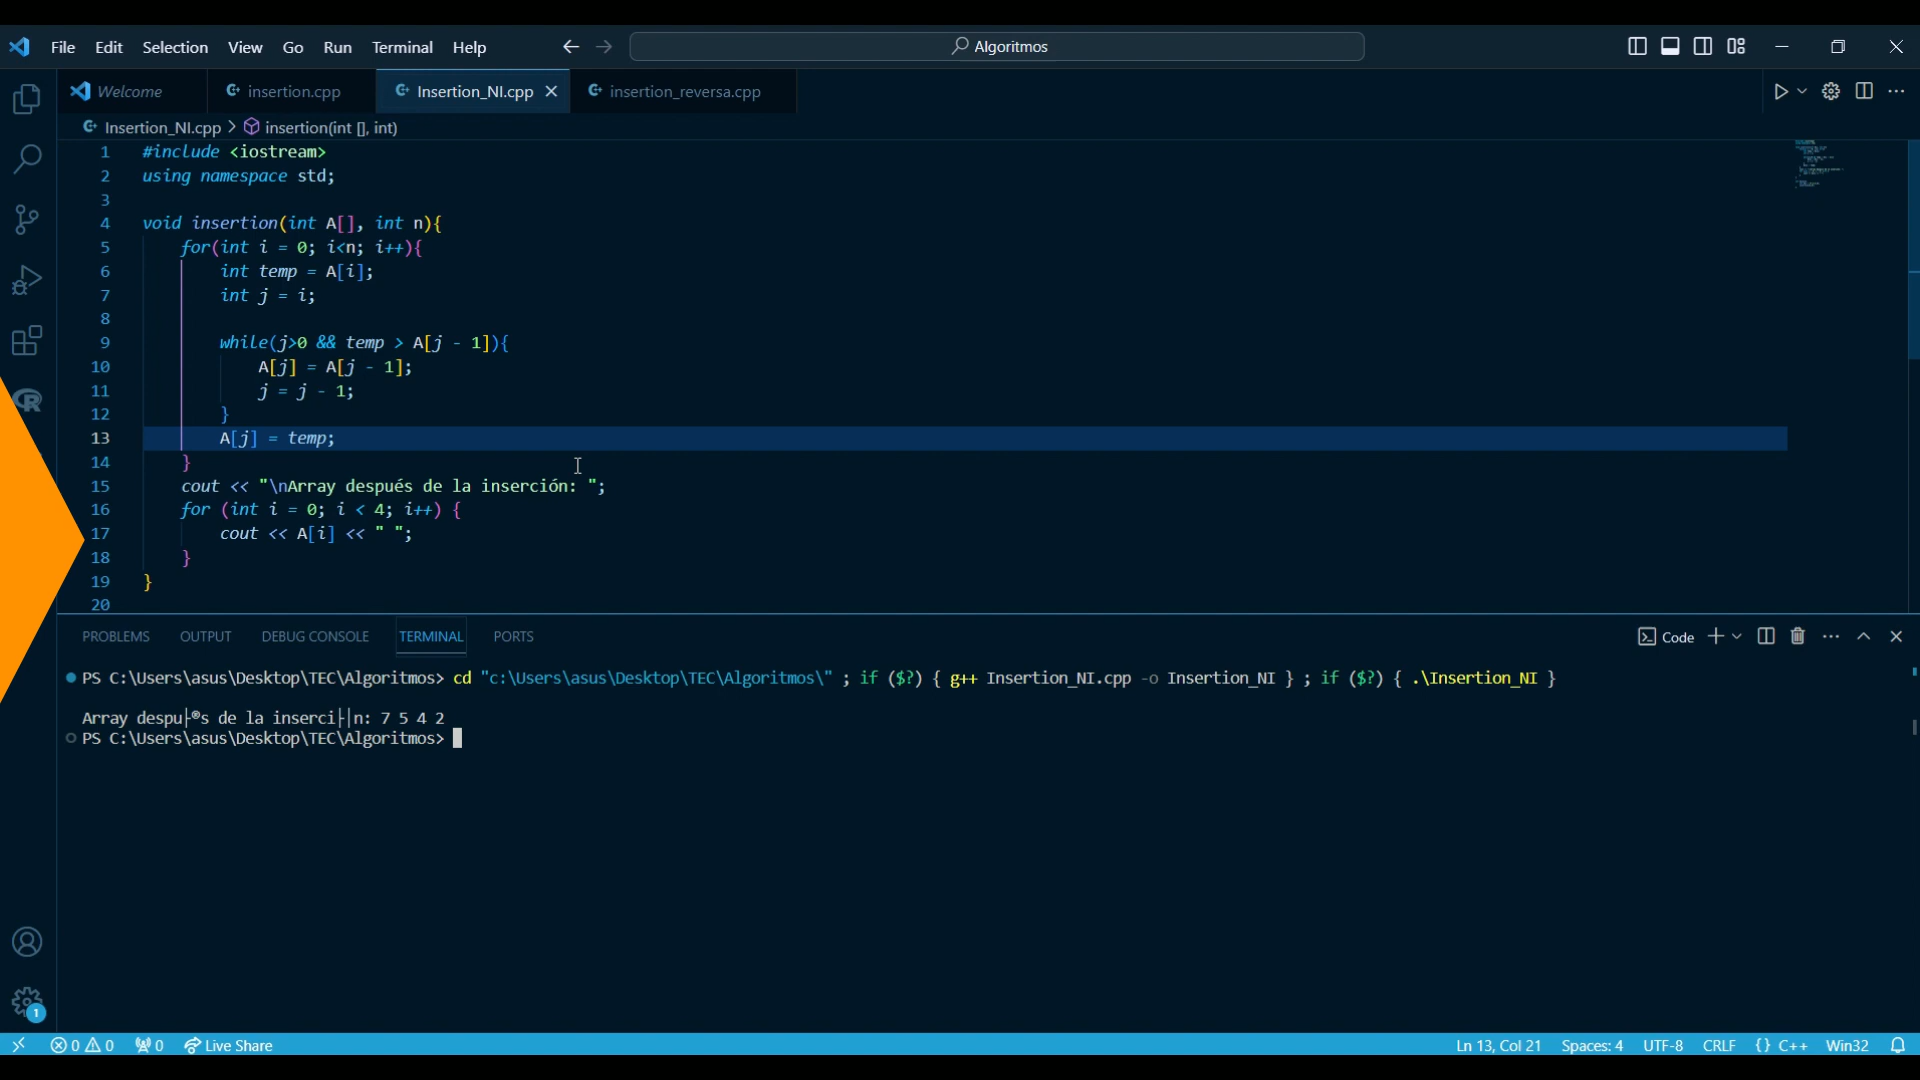 File Edit Selection View Go Run Terminal Help
Algoritmos
Welcome
insertion.cpp
Insertion_NI.cpp
insertion_reversa.cpp
Insertion_NI.cpp > insertion(int [], int)
1 #include <iostream>
2 using namespace std;
3
4 void insertion(int A[], int n){
5 for(int i = 0; i<n; i++){
6 int temp = A[i];
7 int j = i;
8
9 while(j>0 && temp > A[j - 1]){
10 A[j] = A[j - 1];
11 j = j - 1;
12 }
13 A[j] = temp;
14 }
15 cout << "\nArray después de la inserción: ";
16 for (int i = 0; i < 4; i++) {
17 cout << A[i] << " ";
18 }
19 }
20
PROBLEMS OUTPUT DEBUG CONSOLE TERMINAL PORTS
Code
PS C:\Users\asus\Desktop\TEC\Algoritmos> cd "c:\Users\asus\Desktop\TEC\Algoritmos\" ; if ($?) { g++ Insertion_NI.cpp -o Insertion_NI } ; if ($?) { .\Insertion_NI }
Array despu├®s de la inserci├│n: 7 5 4 2
PS C:\Users\asus\Desktop\TEC\Algoritmos>
R
1
0 0 0 Live Share
Ln 13, Col 21 Spaces: 4 UTF-8 CRLF {} C++ Win32